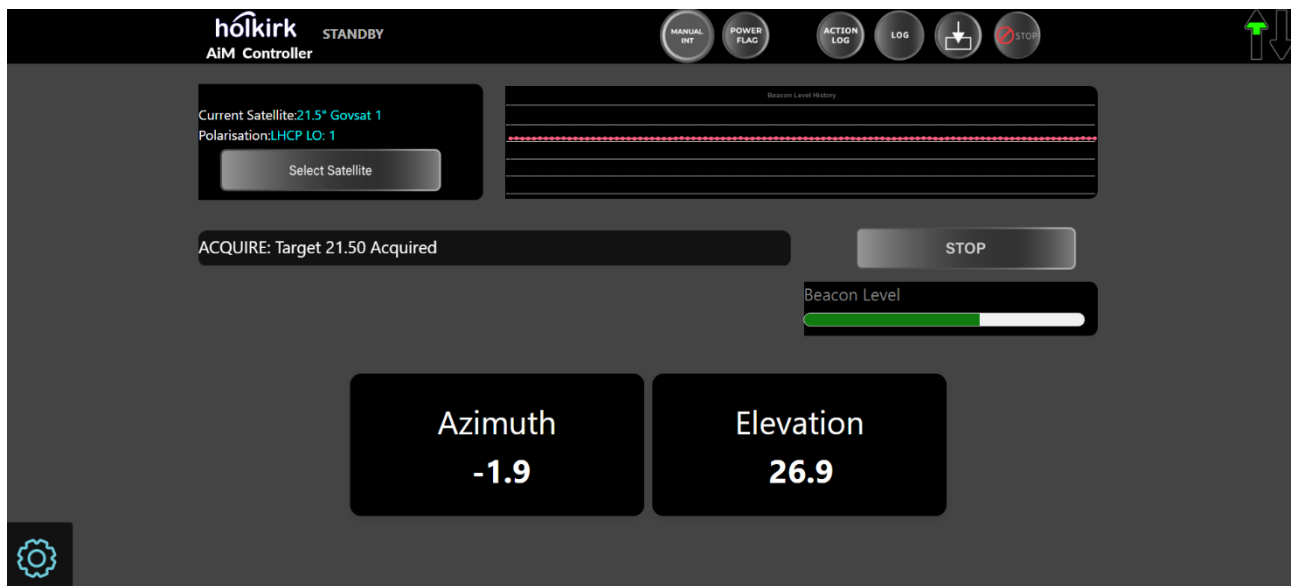 hólkirk
STANDBY
AiM Controller
MANUAL INT
POWER FLAG
ACTION LOG
LOG
STOP
Current Satellite:21.5° Govsat 1
Polarisation:LHCP LO: 1
Select Satellite
Beacon Level History
ACQUIRE: Target 21.50 Acquired
STOP
Beacon Level
Azimuth
-1.9
Elevation
26.9